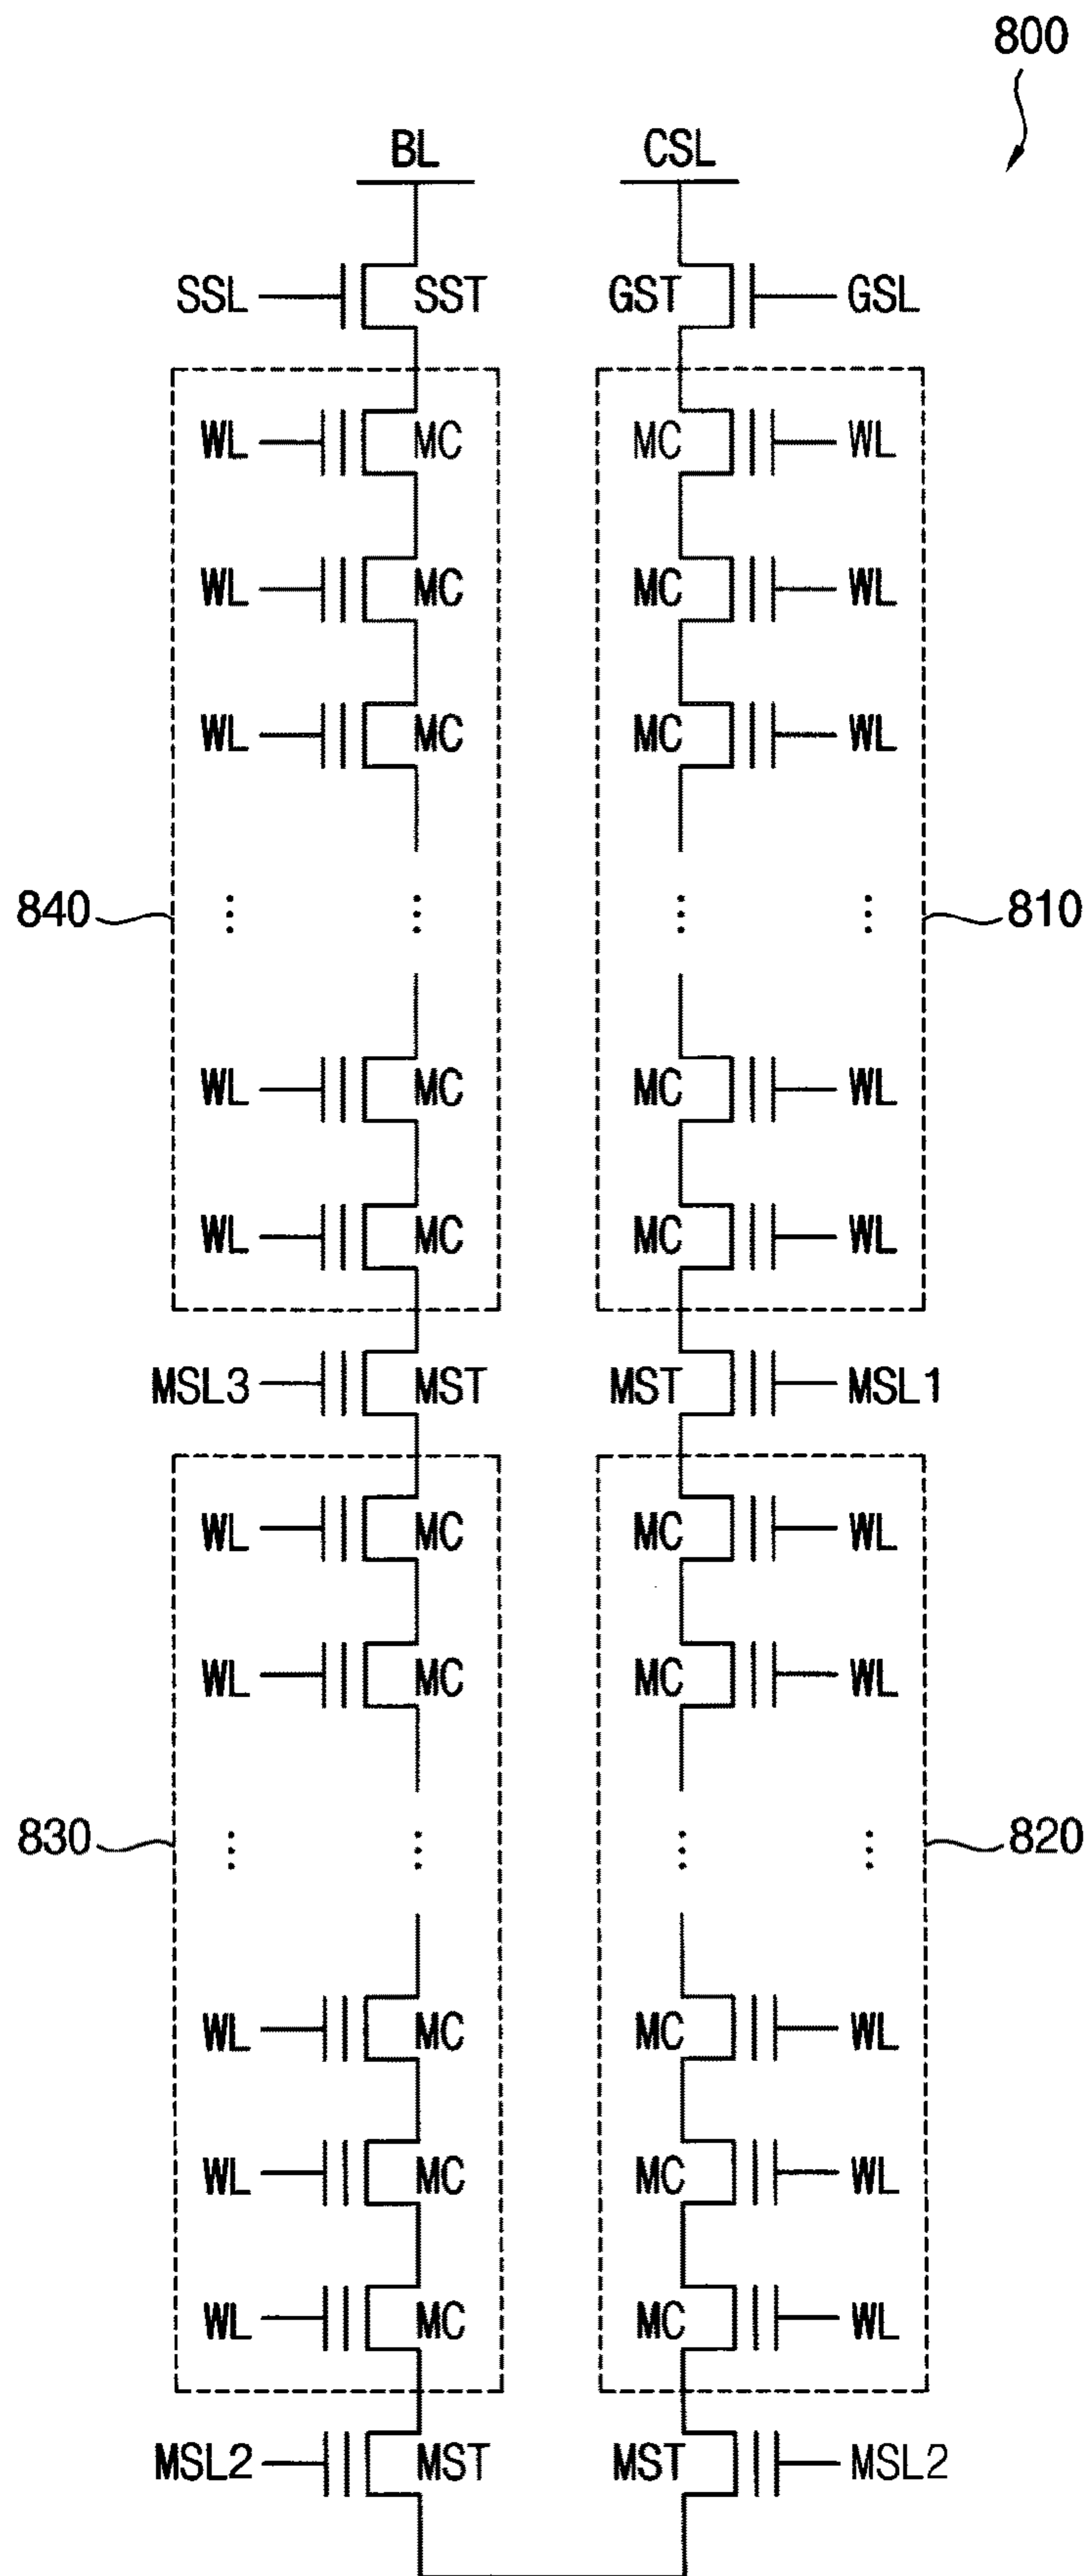 800
BL CSL
SSL SST GST GSL
WL MC MC WL
WL MC MC WL
WL MC MC WL
840 ⋮ ⋮ ⋮ ⋮ 810
WL MC MC WL
WL MC MC WL
MSL3 MST MST MSL1
WL MC MC WL
WL MC MC WL
830 ⋮ ⋮ ⋮ ⋮ 820
WL MC MC WL
WL MC MC WL
WL MC MC WL
MSL2 MST MST MSL2